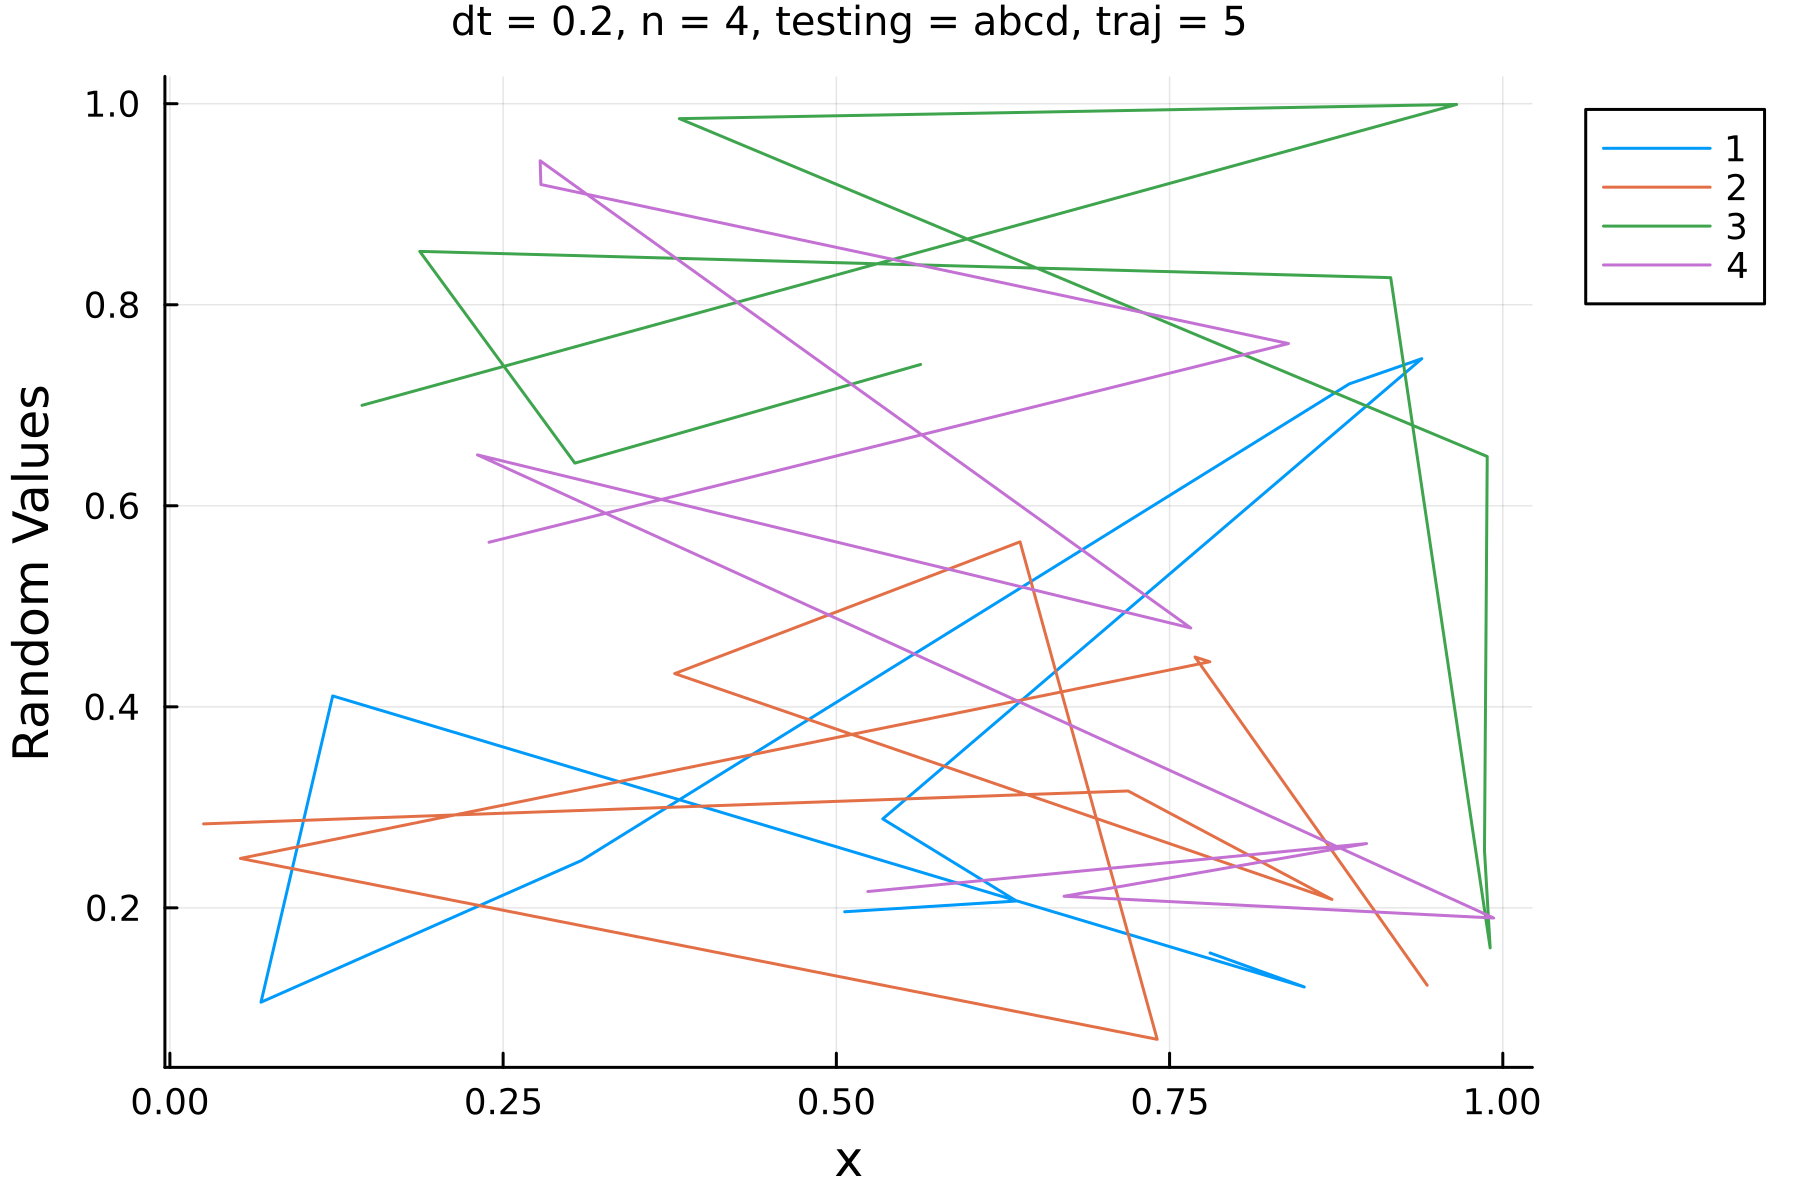 dt = 0.2, n = 4, testing = abcd, traj = 5
1.0
0.8
0.6
0.4
0.2
Random Values
0.00 0.25 0.50 0.75 1.00
x
1
2
3
4